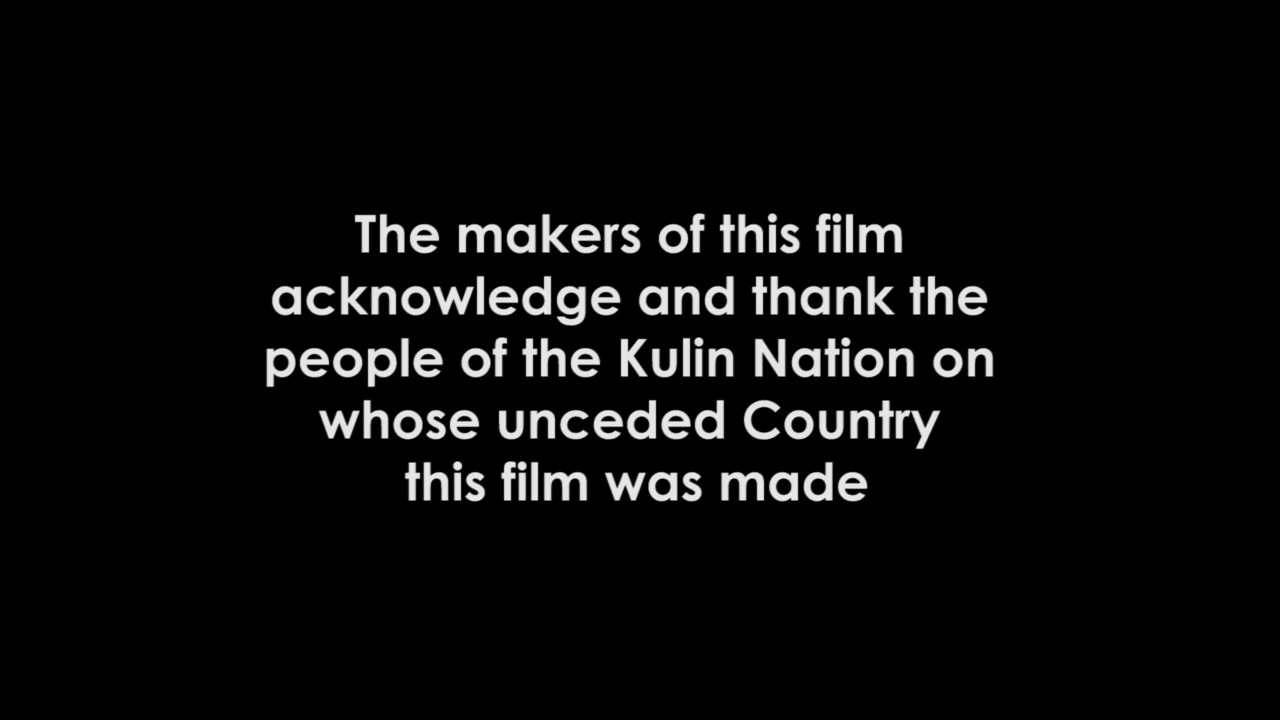 The makers of this film
acknowledge and thank the
people of the Kulin Nation on
whose unceded Country
this film was made